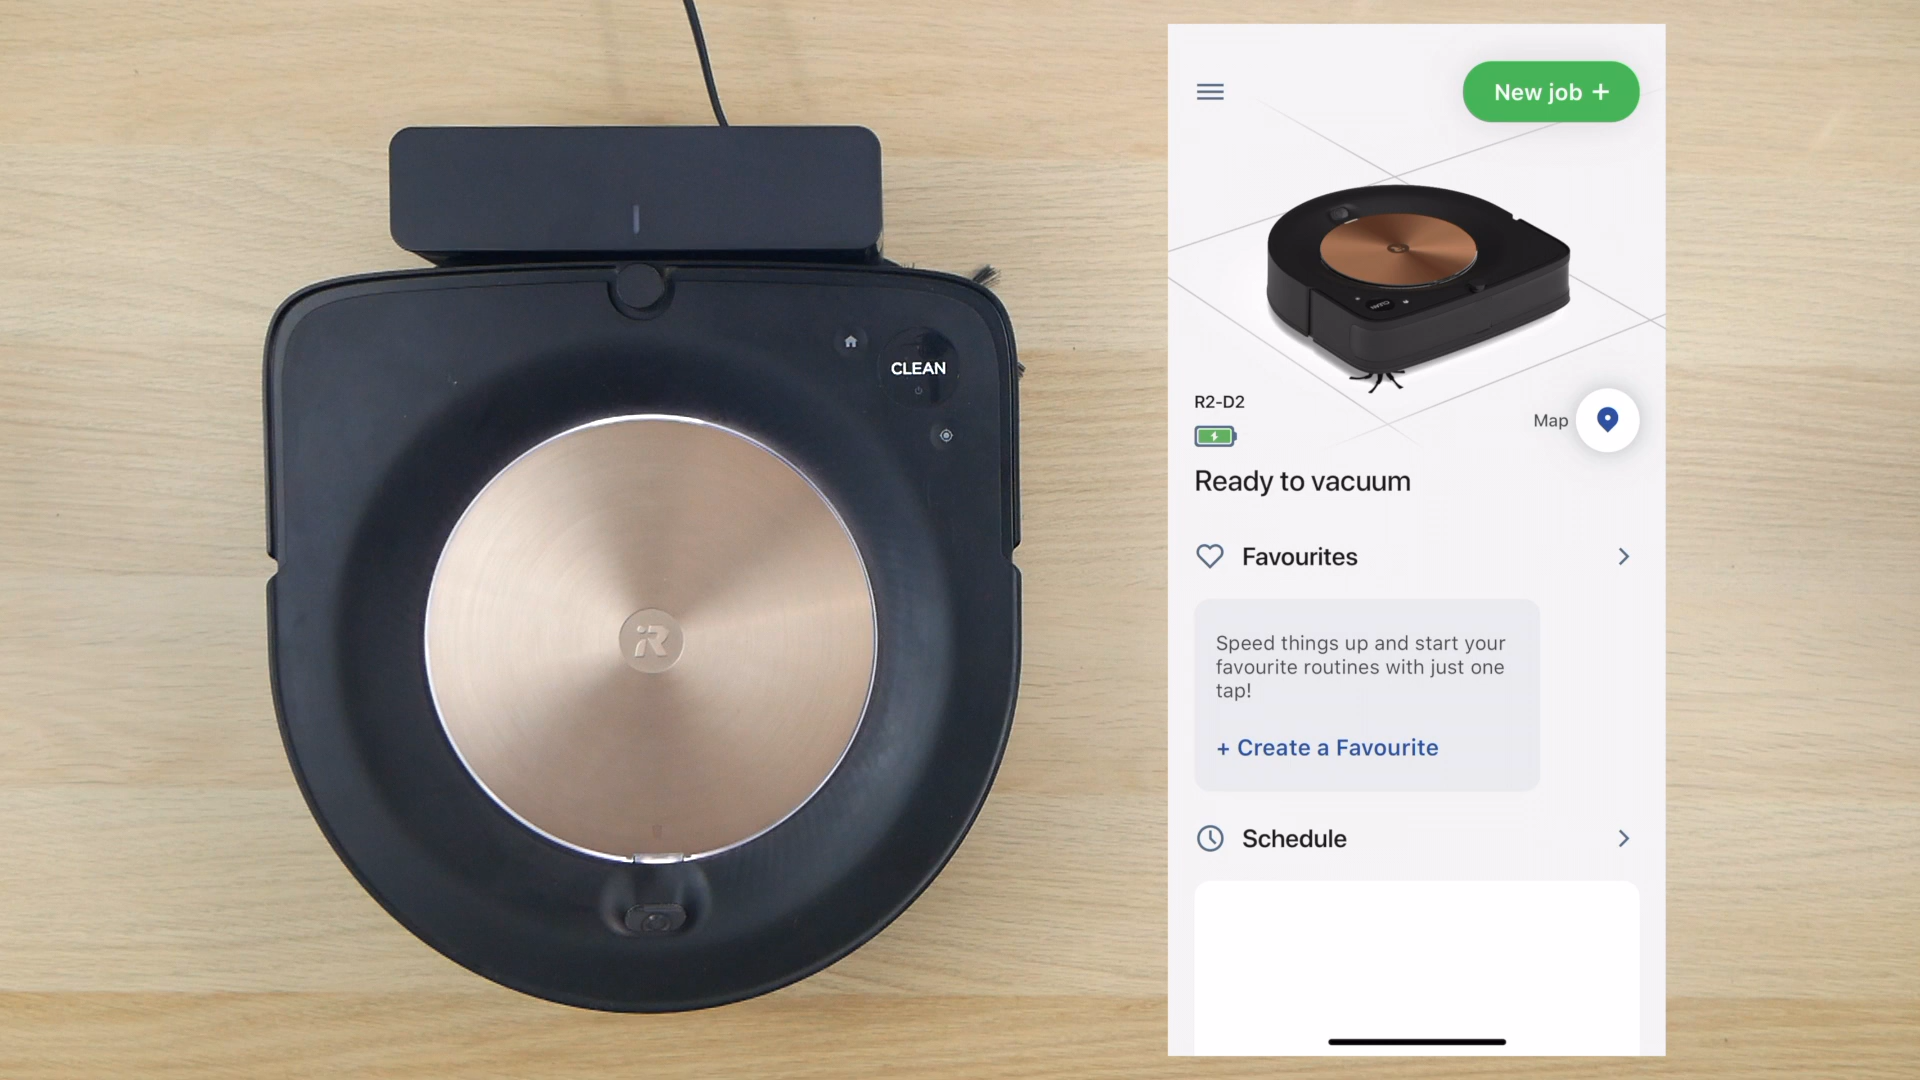 CLEAN
iR
New job +
R2-D2
Map
Ready to vacuum
Favourites
Speed things up and start your
favourite routines with just one
tap!
+ Create a Favourite
Schedule